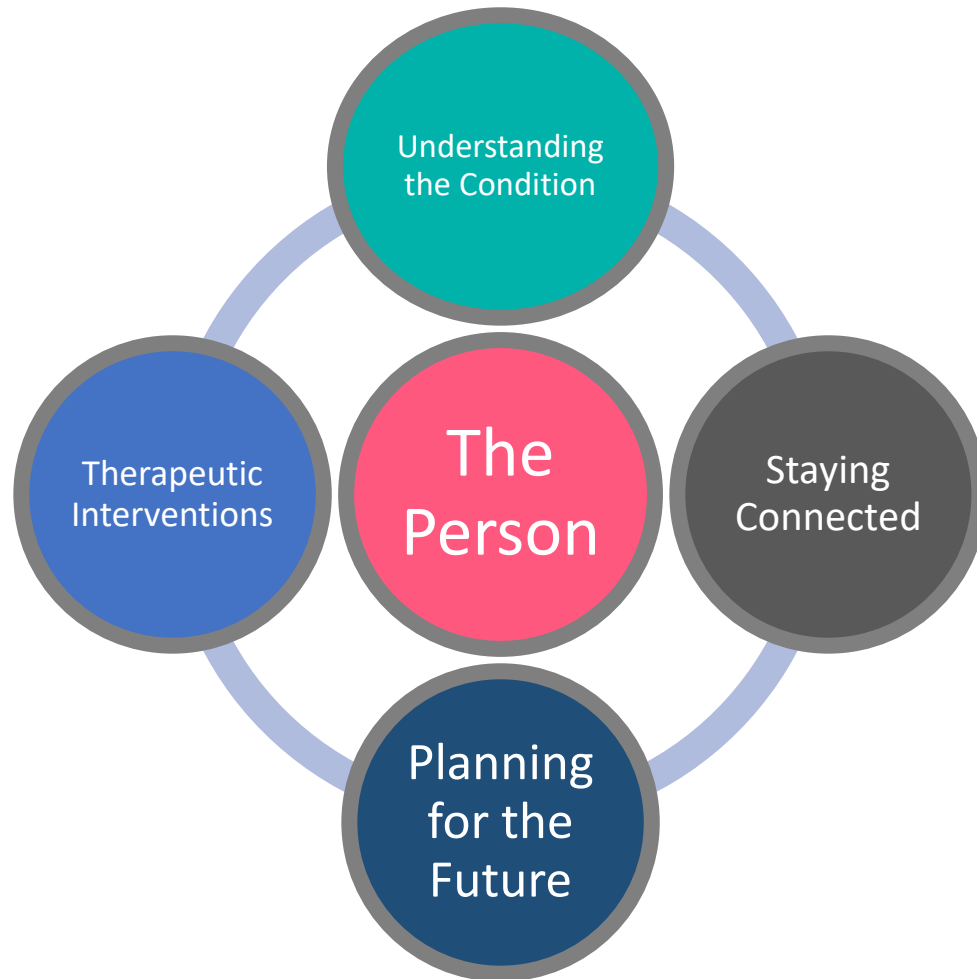 Understanding
the Condition
Therapeutic
Interventions
The
Person
Staying
Connected
Planning
for the
Future